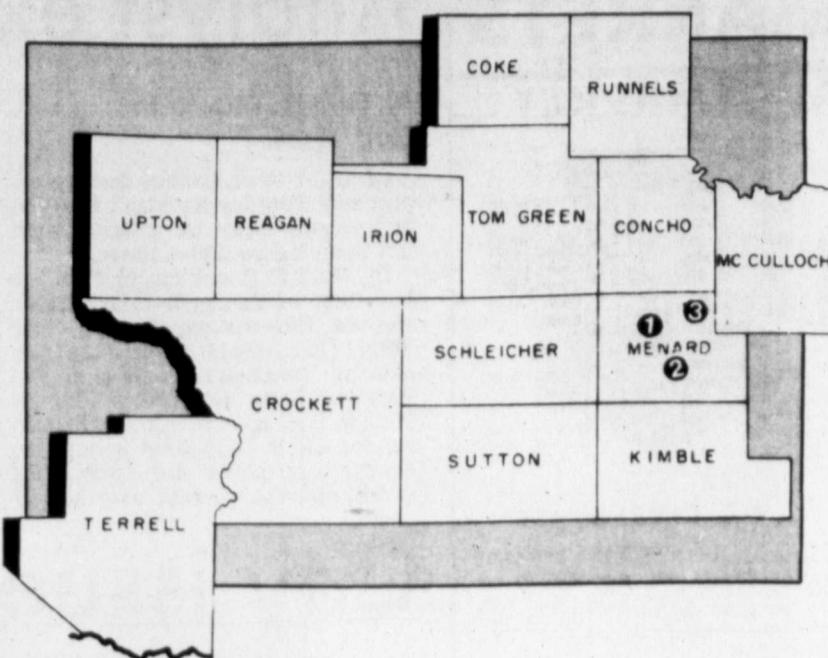 COKE
RUNNELS
UPTON
REAGAN
IRION
TOM GREEN
CONCHO
MC CULLOCH
1
3
SCHLEICHER
MENARD
2
CROCKETT
SUTTON
KIMBLE
TERRELL